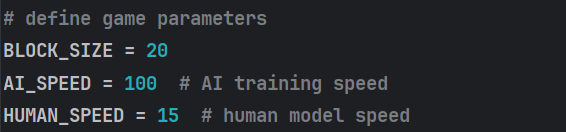 # define game parameters
BLOCK_SIZE = 20
AI_SPEED = 100  # AI training speed
HUMAN_SPEED = 15  # human model speed